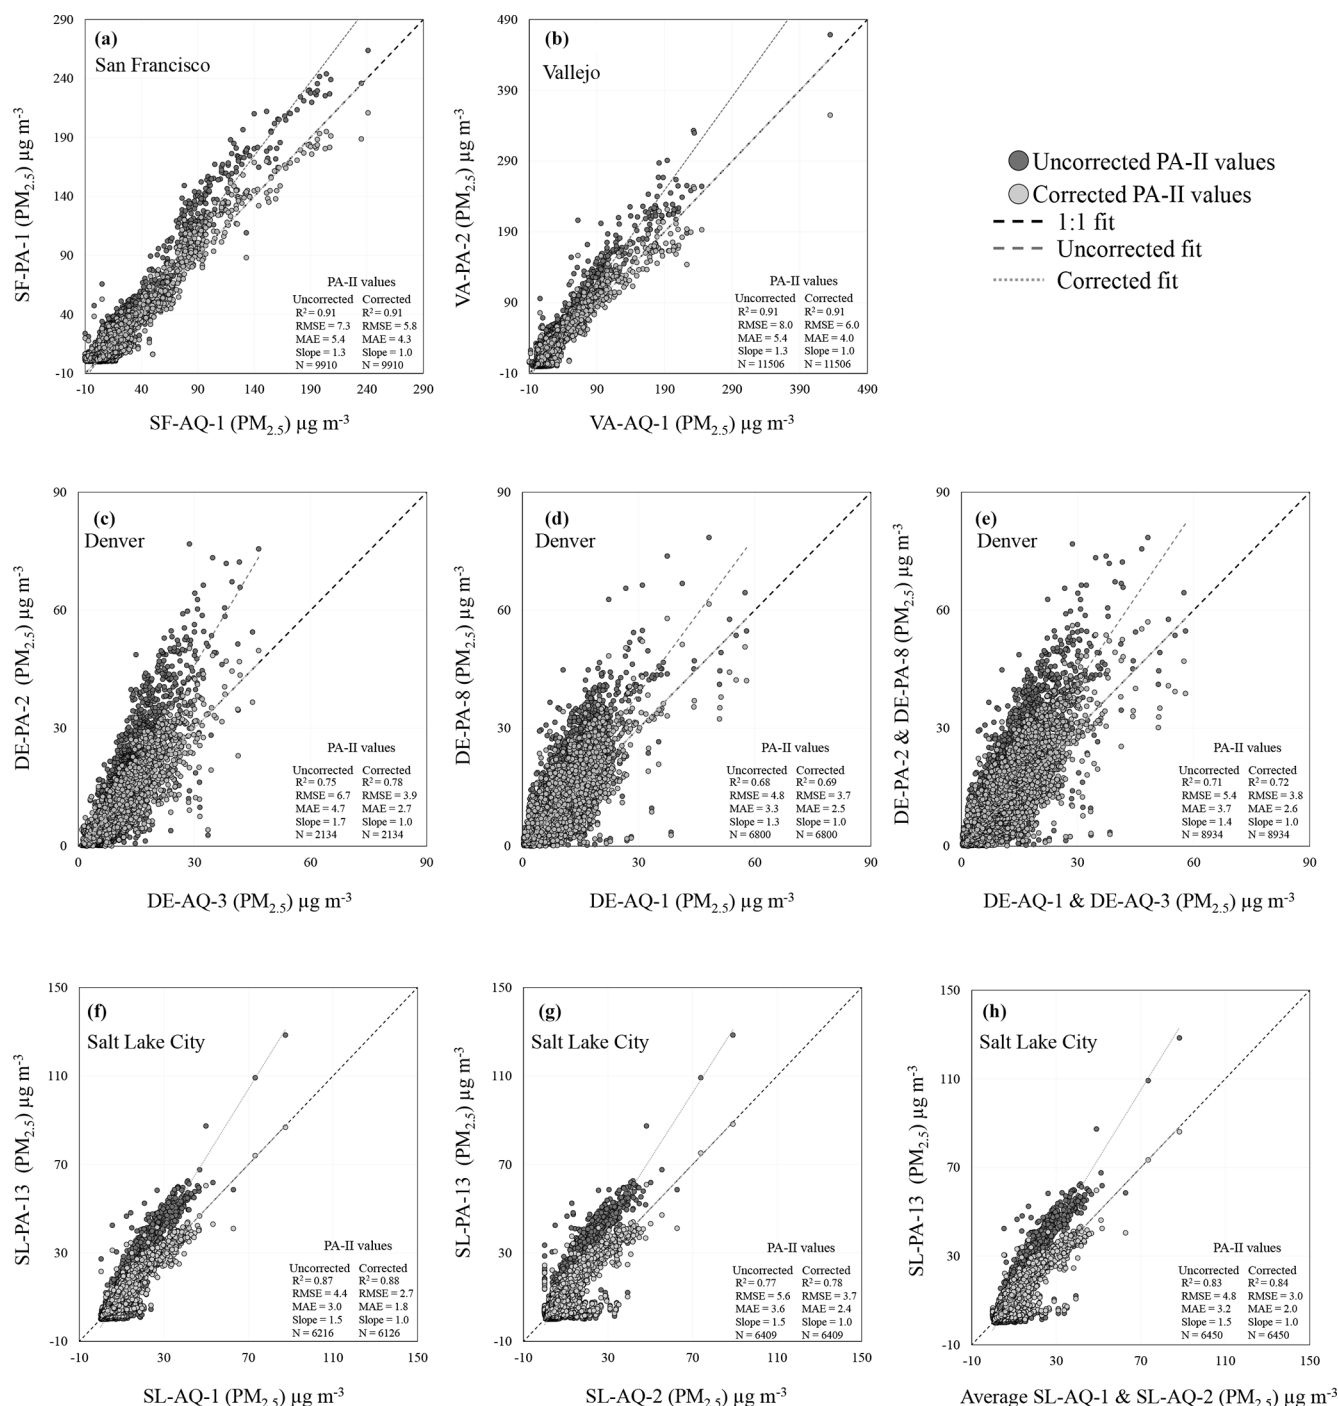 (a)
San Francisco
SF-PA-1 (PM2.5) µg m-3
290
240
190
140
90
40
-10
-10 40 90 140 190 240 290
SF-AQ-1 (PM2.5) µg m-3
PA-II values
Uncorrected Corrected
R2 = 0.91 R2 = 0.91
RMSE = 7.3 RMSE = 5.8
MAE = 5.4 MAE = 4.3
Slope = 1.3 Slope = 1.0
N = 9910 N = 9910
(b)
Vallejo
VA-PA-2 (PM2.5) µg m-3
490
390
290
190
90
-10
-10 90 190 290 390 490
VA-AQ-1 (PM2.5) µg m-3
PA-II values
Uncorrected Corrected
R2 = 0.91 R2 = 0.91
RMSE = 8.0 RMSE = 6.0
MAE = 5.4 MAE = 4.0
Slope = 1.3 Slope = 1.0
N = 11506 N = 11506
Uncorrected PA-II values
Corrected PA-II values
1:1 fit
Uncorrected fit
Corrected fit
(c)
Denver
DE-PA-2 (PM2.5) µg m-3
90
60
30
0
0 30 60 90
DE-AQ-3 (PM2.5) µg m-3
PA-II values
Uncorrected Corrected
R2 = 0.75 R2 = 0.78
RMSE = 6.7 RMSE = 3.9
MAE = 4.7 MAE = 2.7
Slope = 1.7 Slope = 1.0
N = 2134 N = 2134
(d)
Denver
DE-PA-8 (PM2.5) µg m-3
90
60
30
0
0 30 60 90
DE-AQ-1 (PM2.5) µg m-3
PA-II values
Uncorrected Corrected
R2 = 0.68 R2 = 0.69
RMSE = 4.8 RMSE = 3.7
MAE = 3.3 MAE = 2.5
Slope = 1.3 Slope = 1.0
N = 6800 N = 6800
(e)
Denver
DE-PA-2 & DE-PA-8 (PM2.5) µg m-3
90
60
30
0
0 30 60 90
DE-AQ-1 & DE-AQ-3 (PM2.5) µg m-3
PA-II values
Uncorrected Corrected
R2 = 0.71 R2 = 0.72
RMSE = 5.4 RMSE = 3.8
MAE = 3.7 MAE = 2.6
Slope = 1.4 Slope = 1.0
N = 8934 N = 8934
(f)
Salt Lake City
SL-PA-13 (PM2.5) µg m-3
150
110
70
30
-10
-10 30 70 110 150
SL-AQ-1 (PM2.5) µg m-3
PA-II values
Uncorrected Corrected
R2 = 0.87 R2 = 0.88
RMSE = 4.4 RMSE = 2.7
MAE = 3.0 MAE = 1.8
Slope = 1.5 Slope = 1.0
N = 6216 N = 6126
(g)
Salt Lake City
SL-PA-13 (PM2.5) µg m-3
150
110
70
30
-10
-10 30 70 110 150
SL-AQ-2 (PM2.5) µg m-3
PA-II values
Uncorrected Corrected
R2 = 0.77 R2 = 0.78
RMSE = 5.6 RMSE = 3.7
MAE = 3.6 MAE = 2.4
Slope = 1.5 Slope = 1.0
N = 6409 N = 6409
(h)
Salt Lake City
SL-PA-13 (PM2.5) µg m-3
150
110
70
30
-10
-10 30 70 110 150
Average SL-AQ-1 & SL-AQ-2 (PM2.5) µg m-3
PA-II values
Uncorrected Corrected
R2 = 0.83 R2 = 0.84
RMSE = 4.8 RMSE = 3.0
MAE = 3.2 MAE = 2.0
Slope = 1.5 Slope = 1.0
N = 6450 N = 6450